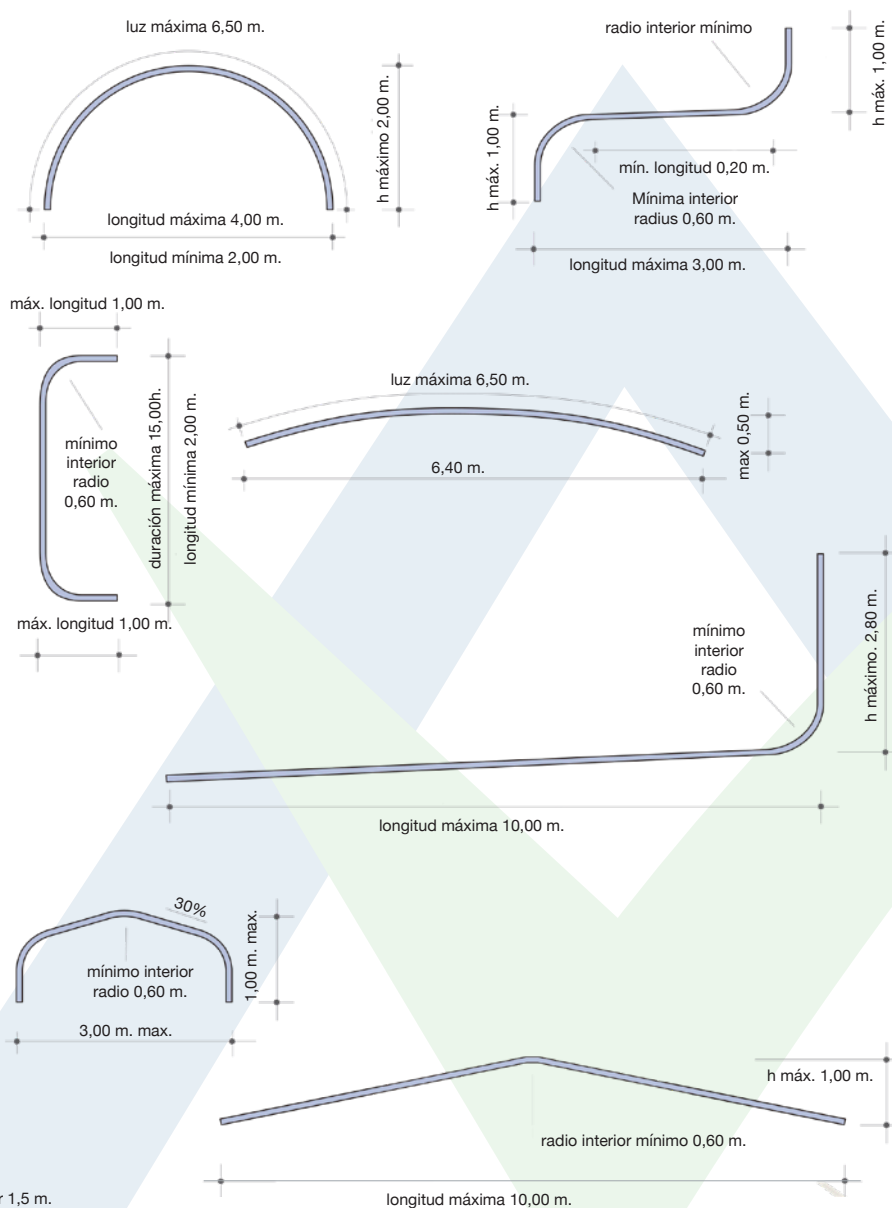 luz máxima 6,50 m.
h máximo 2,00 m.
longitud máxima 4,00 m.
longitud mínima 2,00 m.
radio interior mínimo
h máx. 1,00 m.
h máx. 1,00 m.
mín. longitud 0,20 m.
Mínima interior
radius 0,60 m.
longitud máxima 3,00 m.
máx. longitud 1,00 m.
mínimo
interior
radio
0,60 m.
duración máxima 15,00h.
longitud mínima 2,00 m.
máx. longitud 1,00 m.
luz máxima 6,50 m.
max 0,50 m.
6,40 m.
mínimo
interior
radio
0,60 m.
h máximo. 2,80 m.
longitud máxima 10,00 m.
30%
mínimo interior
radio 0,60 m.
1,00 m. max.
3,00 m. max.
h máx. 1,00 m.
radio interior mínimo 0,60 m.
longitud máxima 10,00 m.
r 1,5 m.